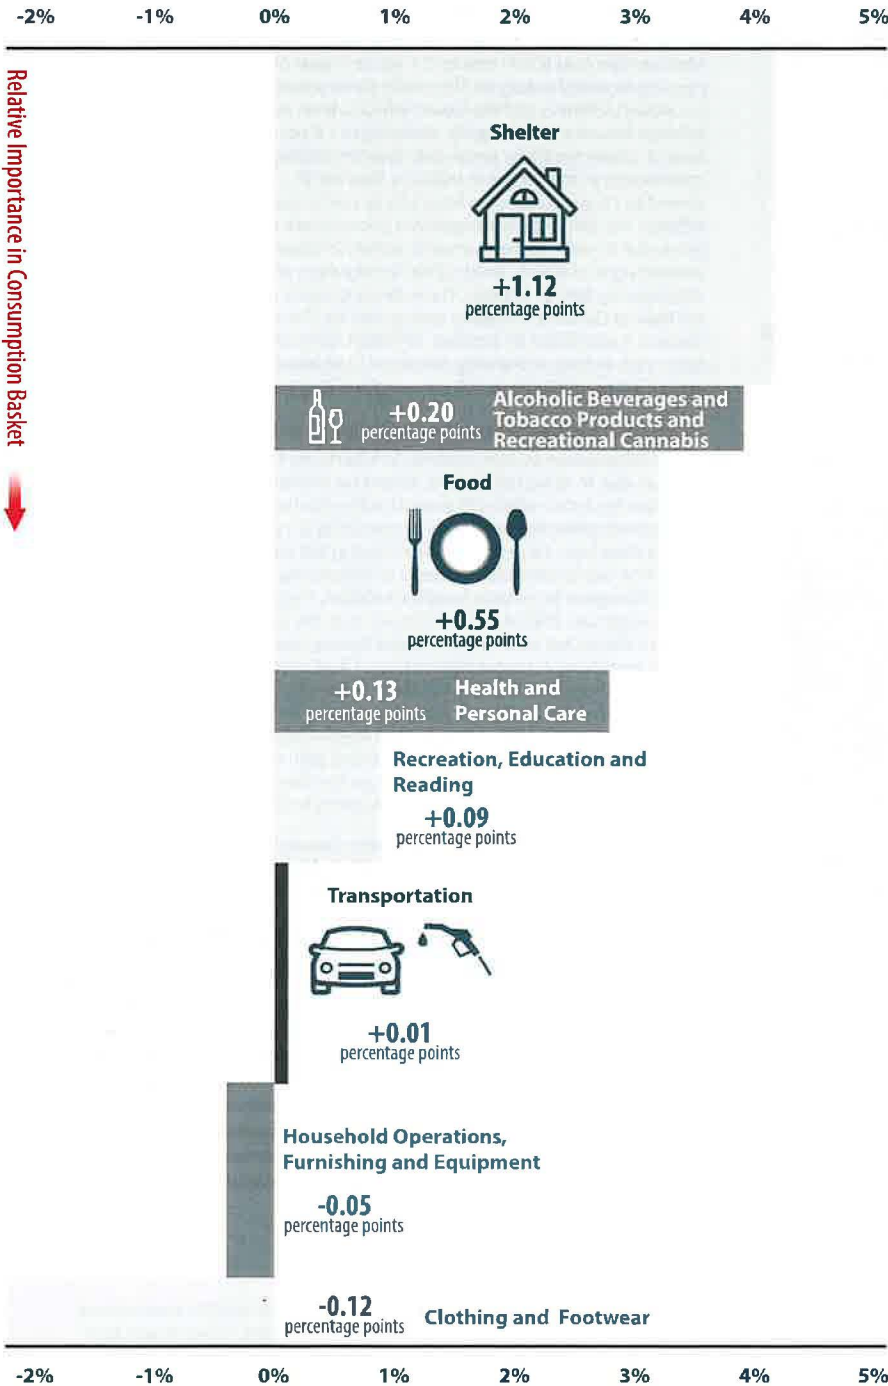 -2% -1% 0% 1% 2% 3% 4% 5%
Relative Importance in Consumption Basket
Shelter
+1.12
percentage points
+0.20
percentage points
Alcoholic Beverages and
Tobacco Products and
Recreational Cannabis
Food
+0.55
percentage points
+0.13
percentage points
Health and
Personal Care
Recreation, Education and
Reading
+0.09
percentage points
Transportation
+0.01
percentage points
Household Operations,
Furnishing and Equipment
-0.05
percentage points
-0.12
percentage points
Clothing and Footwear
-2% -1% 0% 1% 2% 3% 4% 5%